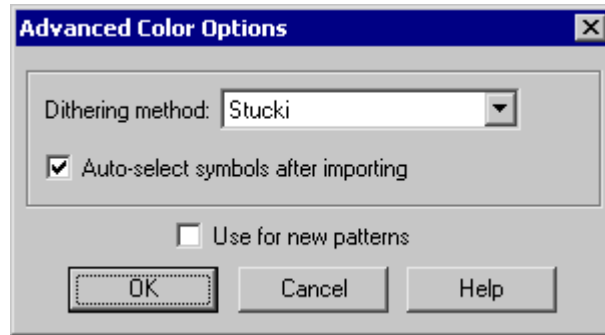 Advanced Color Options
Dithering method: Stucki
Auto-select symbols after importing
Use for new patterns
OK Cancel Help